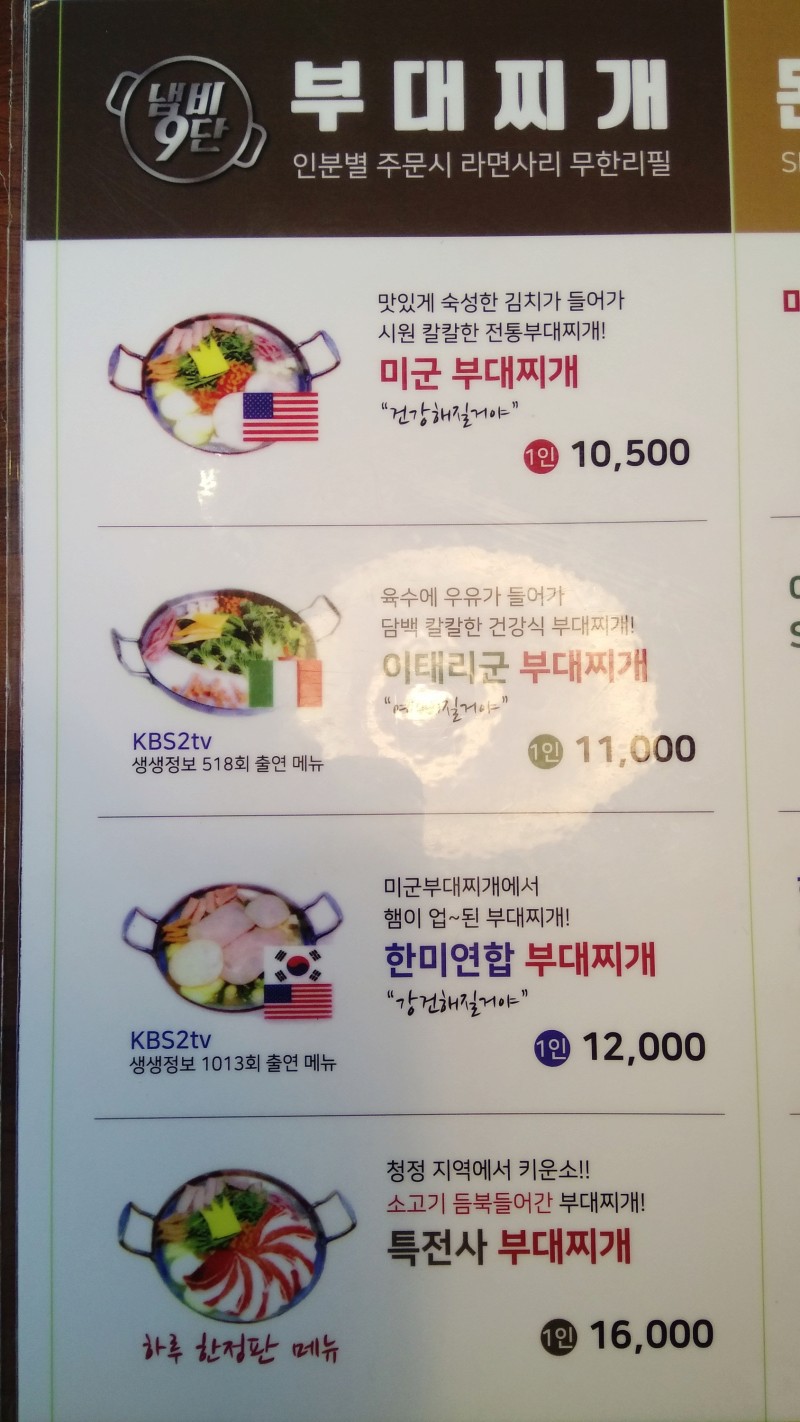 냄비
9단
부대찌개
인분별 주문시 라면사리 무한리필
맛있게 숙성한 김치가 들어가
시원 칼칼한 전통부대찌개!
미군 부대찌개
"건강해질거야"
1인 10,500
육수에 우유가 들어가
담백 칼칼한 건강식 부대찌개!
이태리군 부대찌개
1인 11,000
KBS2tv
생생정보 518회 출연 메뉴
미군부대찌개에서
햄이 업~된 부대찌개!
한미연합 부대찌개
"강건해질거야"
1인 12,000
KBS2tv
생생정보 1013회 출연 메뉴
청정 지역에서 키운소!!
소고기 듬북들어간 부대찌개!
특전사 부대찌개
1인 16,000
하루 한정판 메뉴